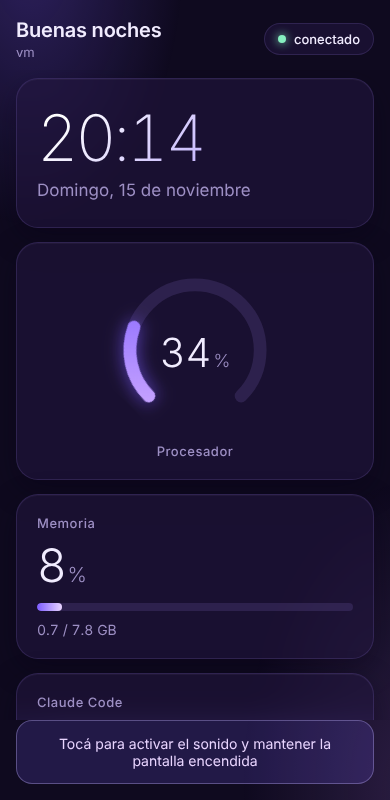 Buenas noches
vm
conectado
20:14
Domingo, 15 de noviembre
34%
Procesador
Memoria
8%
0.7 / 7.8 GB
Claude Code
Tocá para activar el sonido y mantener la
pantalla encendida